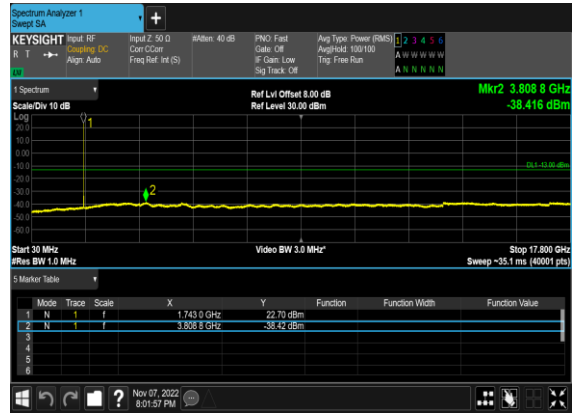 Spectrum Analyzer 1
Swept SA
+
KEYSIGHT Input: RF Input Z: 50 Ω #Atten: 40 dB PNO: Fast Avg Type: Power (RMS) 1 2 3 4 5 6
R T Coupling: DC Corr CCorr Gate: Off Avg|Hold: 100/100 A W W W W W
Align: Auto Freq Ref: Int (S) IF Gain: Low Trig: Free Run
Sig Track: Off A N N N N N
LW
1 Spectrum Ref Lvl Offset 8.00 dB Mkr2 3.808 8 GHz
Scale/Div 10 dB Ref Level 30.00 dBm -38.416 dBm
Log
20.0
10.0
0.00
-10.0
-20.0
-30.0
-40.0
-50.0
-60.0
1
2
DL1 -13.00 dBm
Start 30 MHz Video BW 3.0 MHz* Stop 17.800 GHz
#Res BW 1.0 MHz Sweep ~35.1 ms (40001 pts)
5 Marker Table
Mode Trace Scale X Y Function Function Width Function Value
1 N 1 f 1.743 0 GHz 22.70 dBm
2 N 1 f 3.808 8 GHz -38.42 dBm
3
4
5
6
? Nov 07, 2022
8:01:57 PM